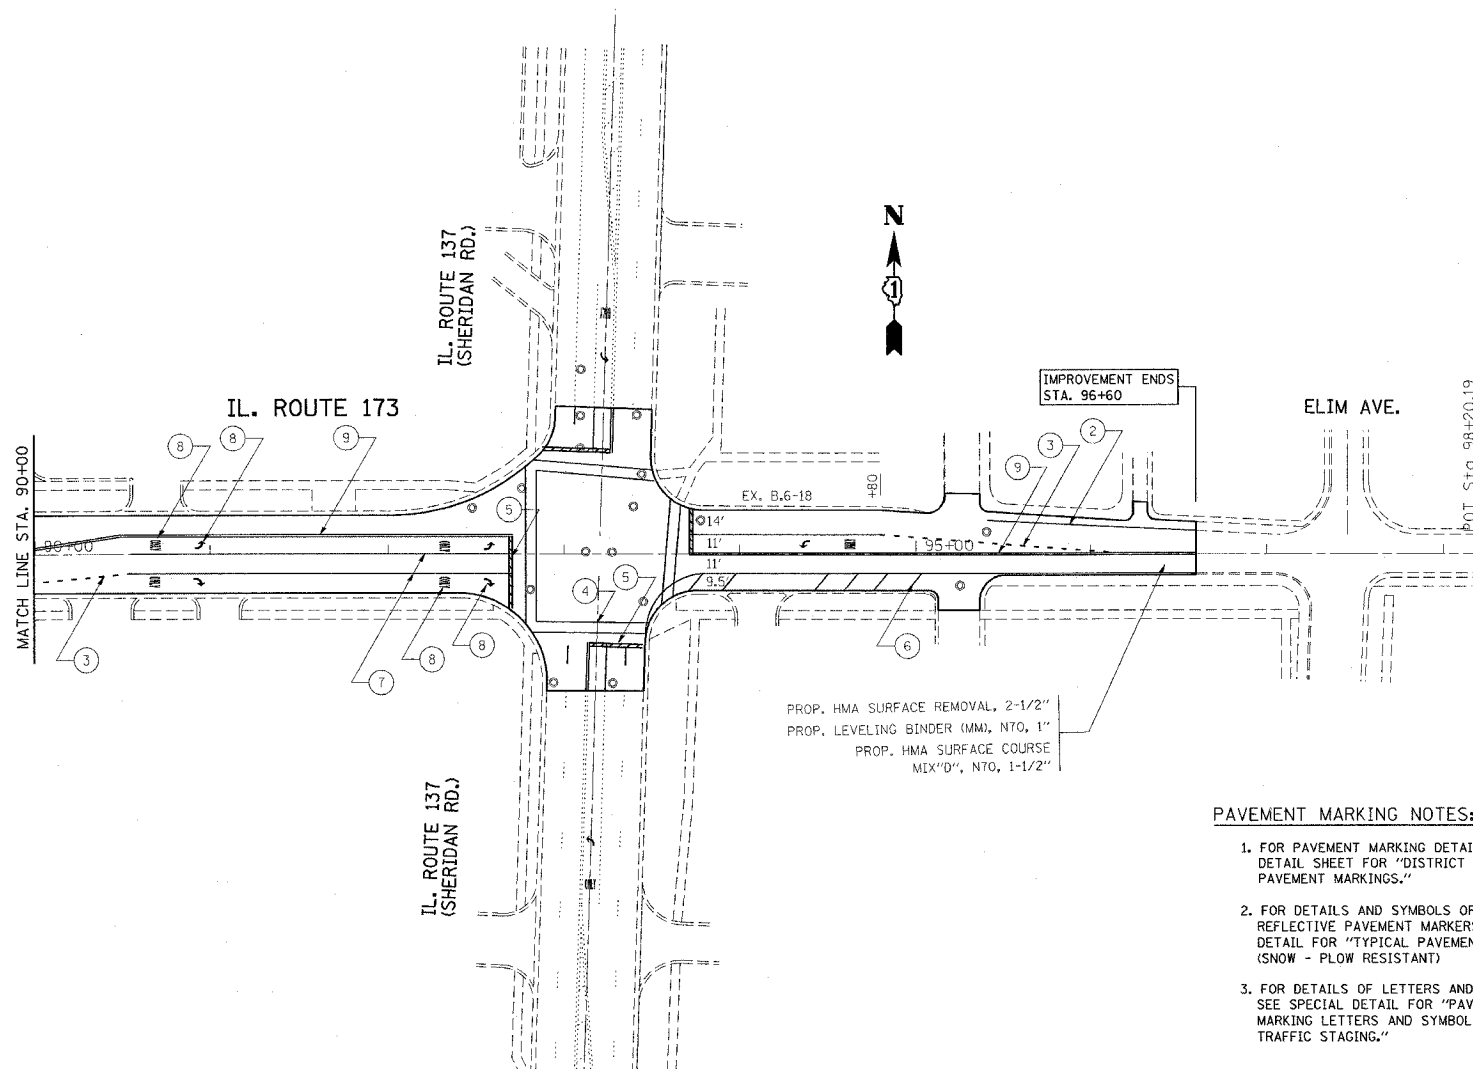 IL. ROUTE 137
(SHERIDAN RD.)
N
1
IMPROVEMENT ENDS
STA. 96+60
ELIM AVE.
POT Sta 98+20.19
IL. ROUTE 173
8
8
9
9
3
2
MATCH LINE STA. 90+00
90+00
5
EX. B.6-18
+80
14'
11'
95+00
11'
9.5'
4
5
6
3
7
8
8
PROP. HMA SURFACE REMOVAL, 2-1/2"
PROP. LEVELING BINDER (MM), N70, 1"
PROP. HMA SURFACE COURSE
MIX"D", N70, 1-1/2"
IL. ROUTE 137
(SHERIDAN RD.)
PAVEMENT MARKING NOTES:
1. FOR PAVEMENT MARKING DETAI
DETAIL SHEET FOR "DISTRICT
PAVEMENT MARKINGS."
2. FOR DETAILS AND SYMBOLS OF
REFLECTIVE PAVEMENT MARKERS
DETAIL FOR "TYPICAL PAVEMEN
(SNOW - PLOW RESISTANT)
3. FOR DETAILS OF LETTERS AND
SEE SPECIAL DETAIL FOR "PAV
MARKING LETTERS AND SYMBOL
TRAFFIC STAGING."